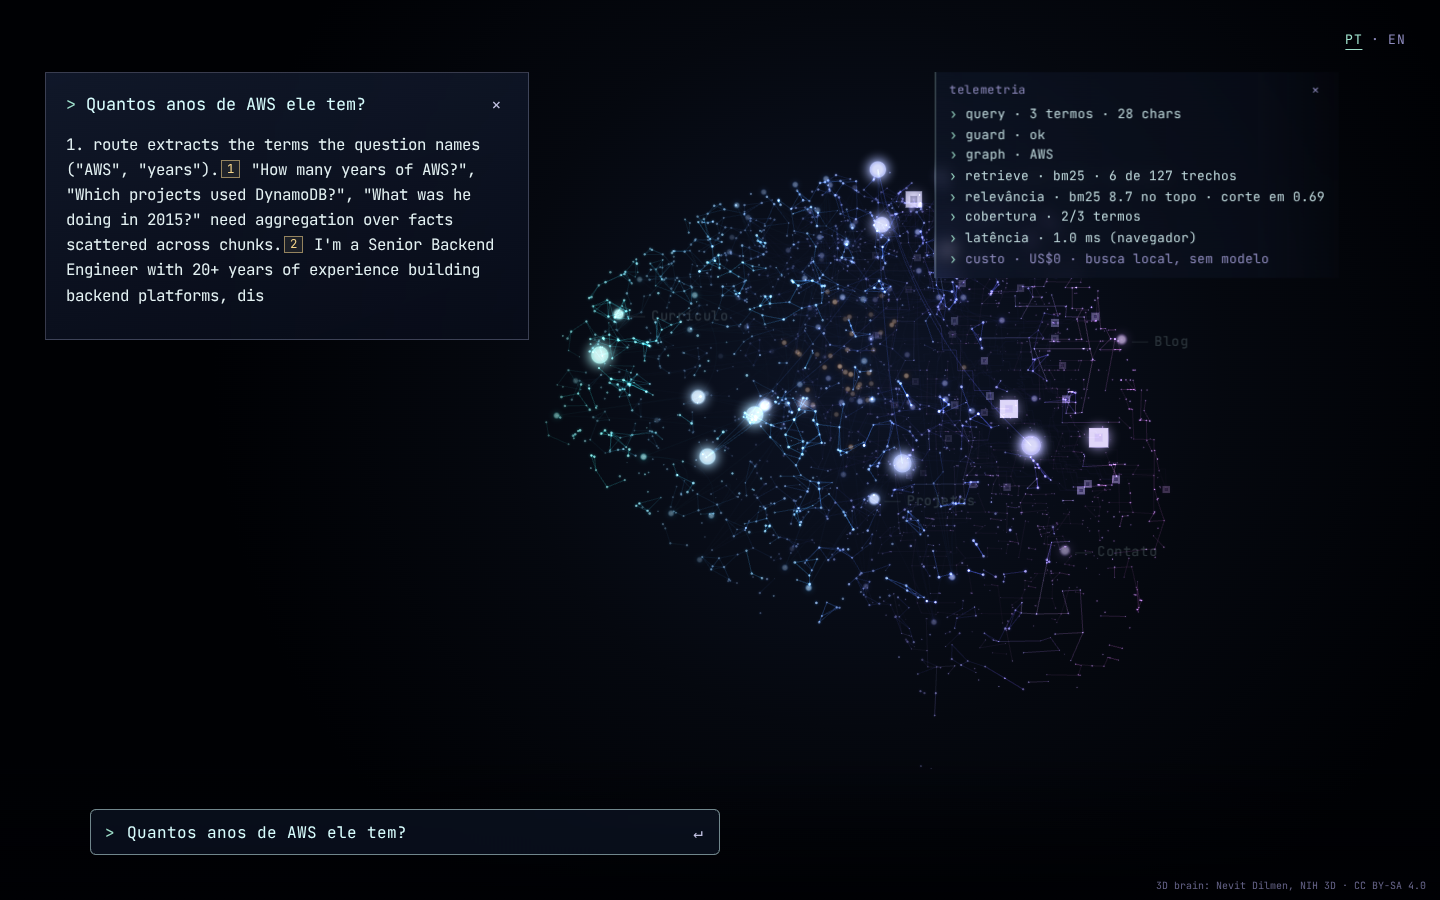 PT · EN
> Quantos anos de AWS ele tem? ×
1. route extracts the terms the question names
("AWS", "years"). 1 "How many years of AWS?",
"Which projects used DynamoDB?", "What was he
doing in 2015?" need aggregation over facts
scattered across chunks. 2 I'm a Senior Backend
Engineer with 20+ years of experience building
backend platforms, dis
telemetria ×
› query · 3 termos · 28 chars
› guard · ok
› graph · AWS
› retrieve · bm25 · 6 de 127 trechos
› relevância · bm25 8.7 no topo · corte em 0.69
› cobertura · 2/3 termos
› latência · 1.0 ms (navegador)
› custo · US$0 · busca local, sem modelo
Currículo
Blog
Projetos
Contato
> Quantos anos de AWS ele tem? ↵
3D brain: Nevit Dilmen, NIH 3D · CC BY-SA 4.0